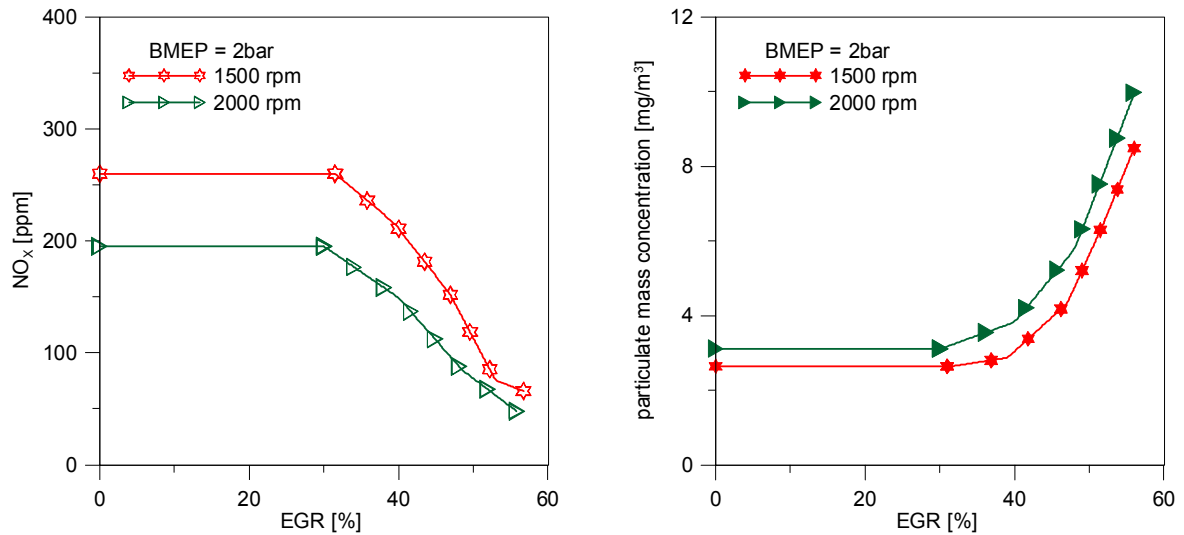 400
300
200
100
0
NOX [ppm]
BMEP = 2bar
1500 rpm
2000 rpm
0
20
40
60
EGR [%]
12
8
4
0
particulate mass concentration [mg/m³]
BMEP = 2bar
1500 rpm
2000 rpm
0
20
40
60
EGR [%]